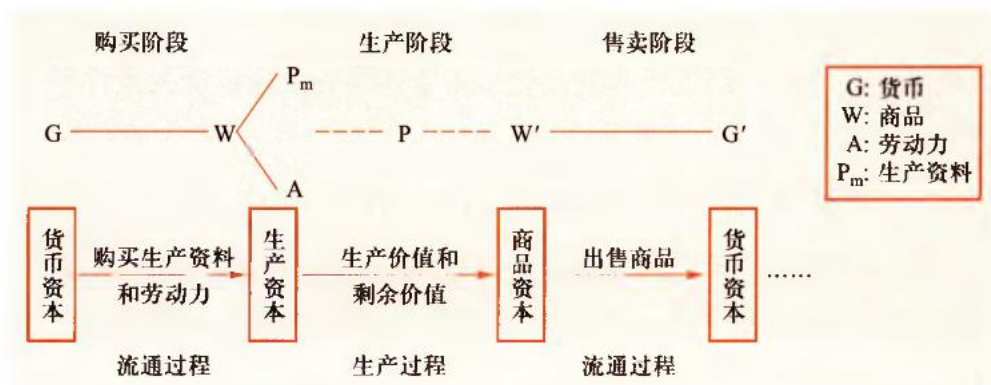 购买阶段 生产阶段 售卖阶段
Pm
G W P W′ G′
A
G: 货币
W: 商品
A: 劳动力
Pm: 生产资料
货币资本
购买生产资料
和劳动力
生产资本
生产价值和
剩余价值
商品资本
出售商品
货币资本
……
流通过程 生产过程 流通过程